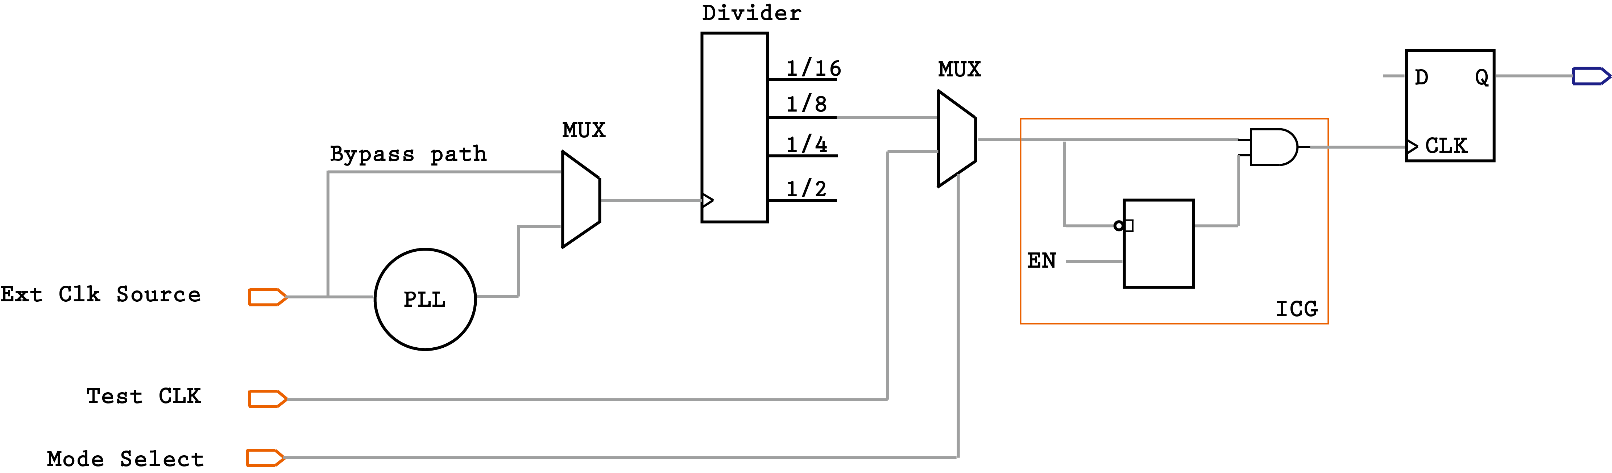 Divider
1/16
MUX
1/8
D Q
MUX
1/4
CLK
Bypass path
1/2
EN
Ext Clk Source
PLL
ICG
Test CLK
Mode Select